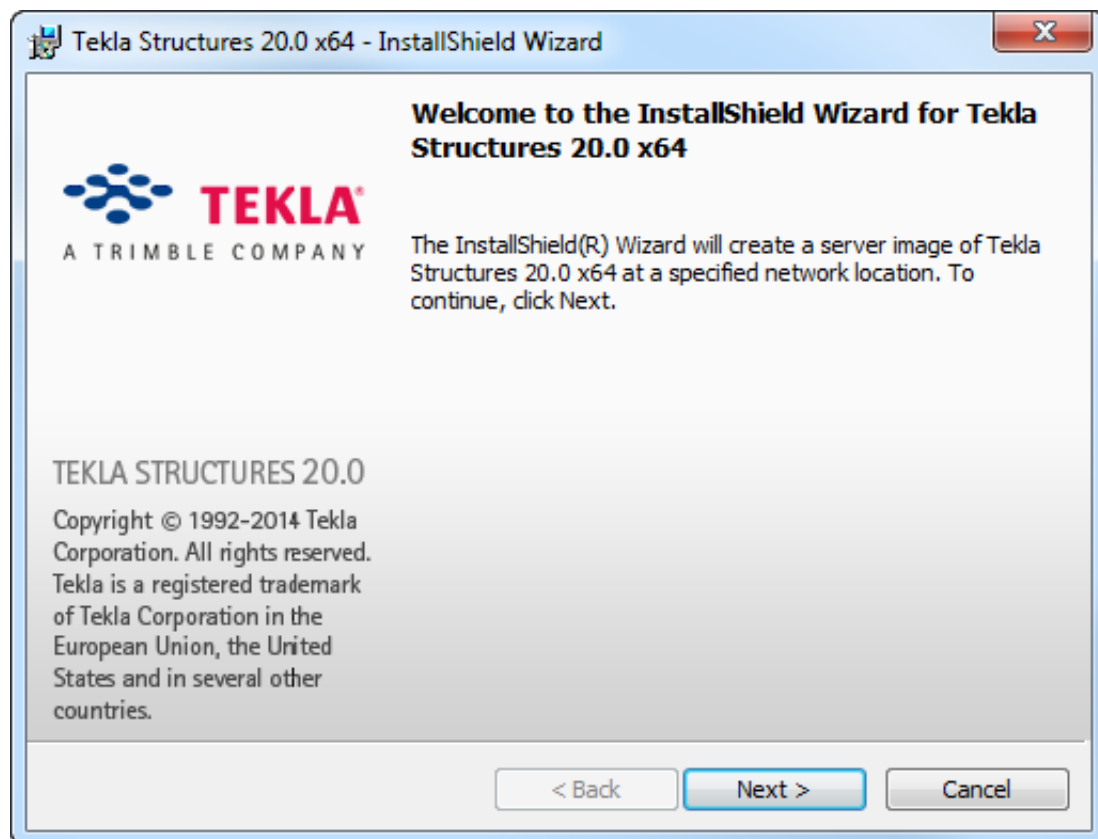 Tekla Structures 20.0 x64 - InstallShield Wizard
Welcome to the InstallShield Wizard for Tekla
Structures 20.0 x64
TEKLA®
A TRIMBLE COMPANY
The InstallShield(R) Wizard will create a server image of Tekla
Structures 20.0 x64 at a specified network location. To
continue, click Next.
TEKLA STRUCTURES 20.0
Copyright © 1992-2014 Tekla
Corporation. All rights reserved.
Tekla is a registered trademark
of Tekla Corporation in the
European Union, the United
States and in several other
countries.
< Back Next > Cancel